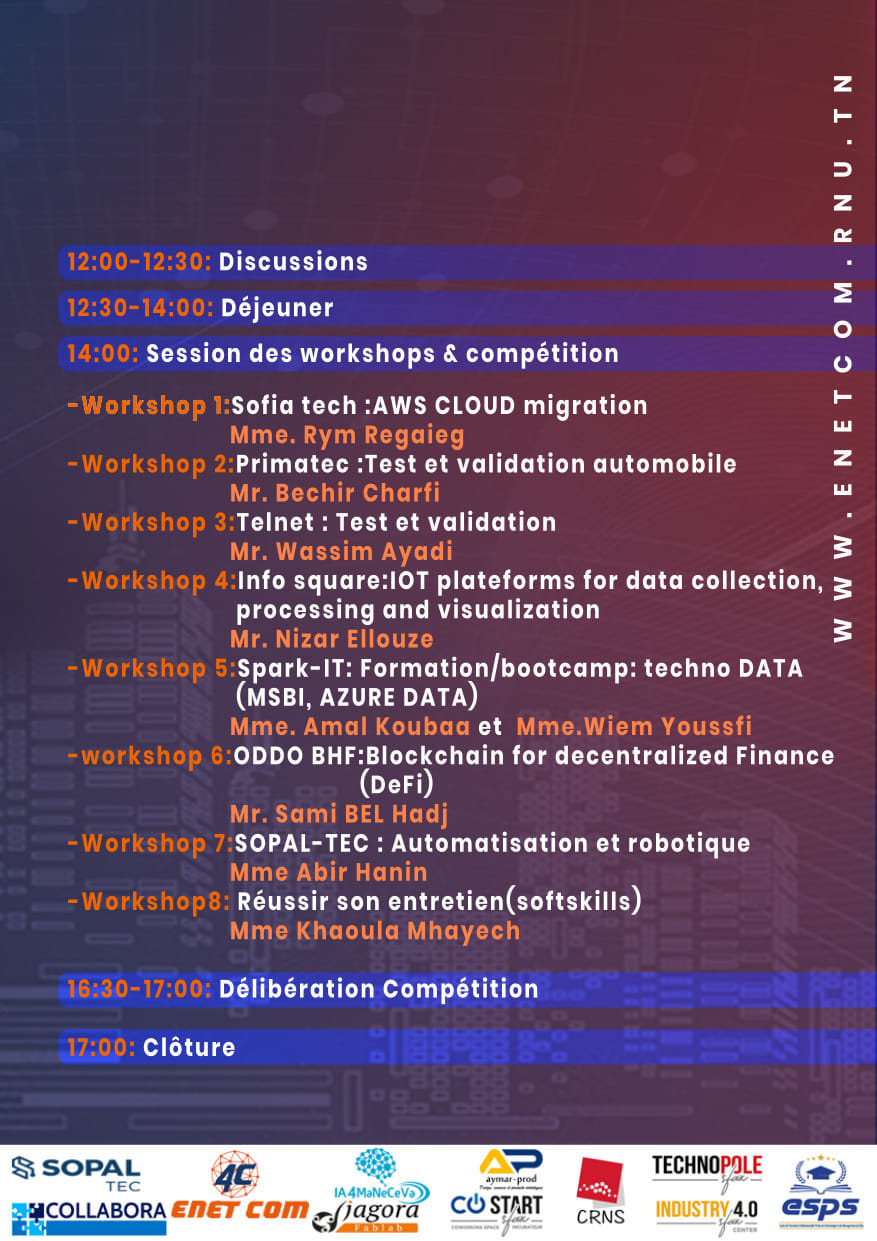 12:00-12:30: Discussions
12:30-14:00: Déjeuner
14:00: Session des workshops & compétition
-Workshop 1:Sofia tech :AWS CLOUD migration
Mme. Rym Regaieg
-Workshop 2:Primatec :Test et validation automobile
Mr. Bechir Charfi
-Workshop 3:Telnet : Test et validation
Mr. Wassim Ayadi
-Workshop 4:Info square:IOT plateforms for data collection,
processing and visualization
Mr. Nizar Ellouze
-Workshop 5:Spark-IT: Formation/bootcamp: techno DATA
(MSBI, AZURE DATA)
Mme. Amal Koubaa et Mme.Wiem Youssfi
-workshop 6:ODDO BHF:Blockchain for decentralized Finance
(DeFi)
Mr. Sami BEL Hadj
-Workshop 7:SOPAL-TEC : Automatisation et robotique
Mme Abir Hanin
-Workshop8: Réussir son entretien(softskills)
Mme Khaoula Mhayech
16:30-17:00: Délibération Compétition
17:00: Clôture
WWW.ENETCOM.RNU.TN
SOPAL
TEC
COLLABORA
4C
ENET COM
IA4MaNeCeVa
jagora
Fablab
AP
aymar-prod
START
sfax
COWORKING SPACE INCUBATEUR
CRNS
TECHNOPOLE
sfax
INDUSTRY 4.0
sfax
CENTER
esps